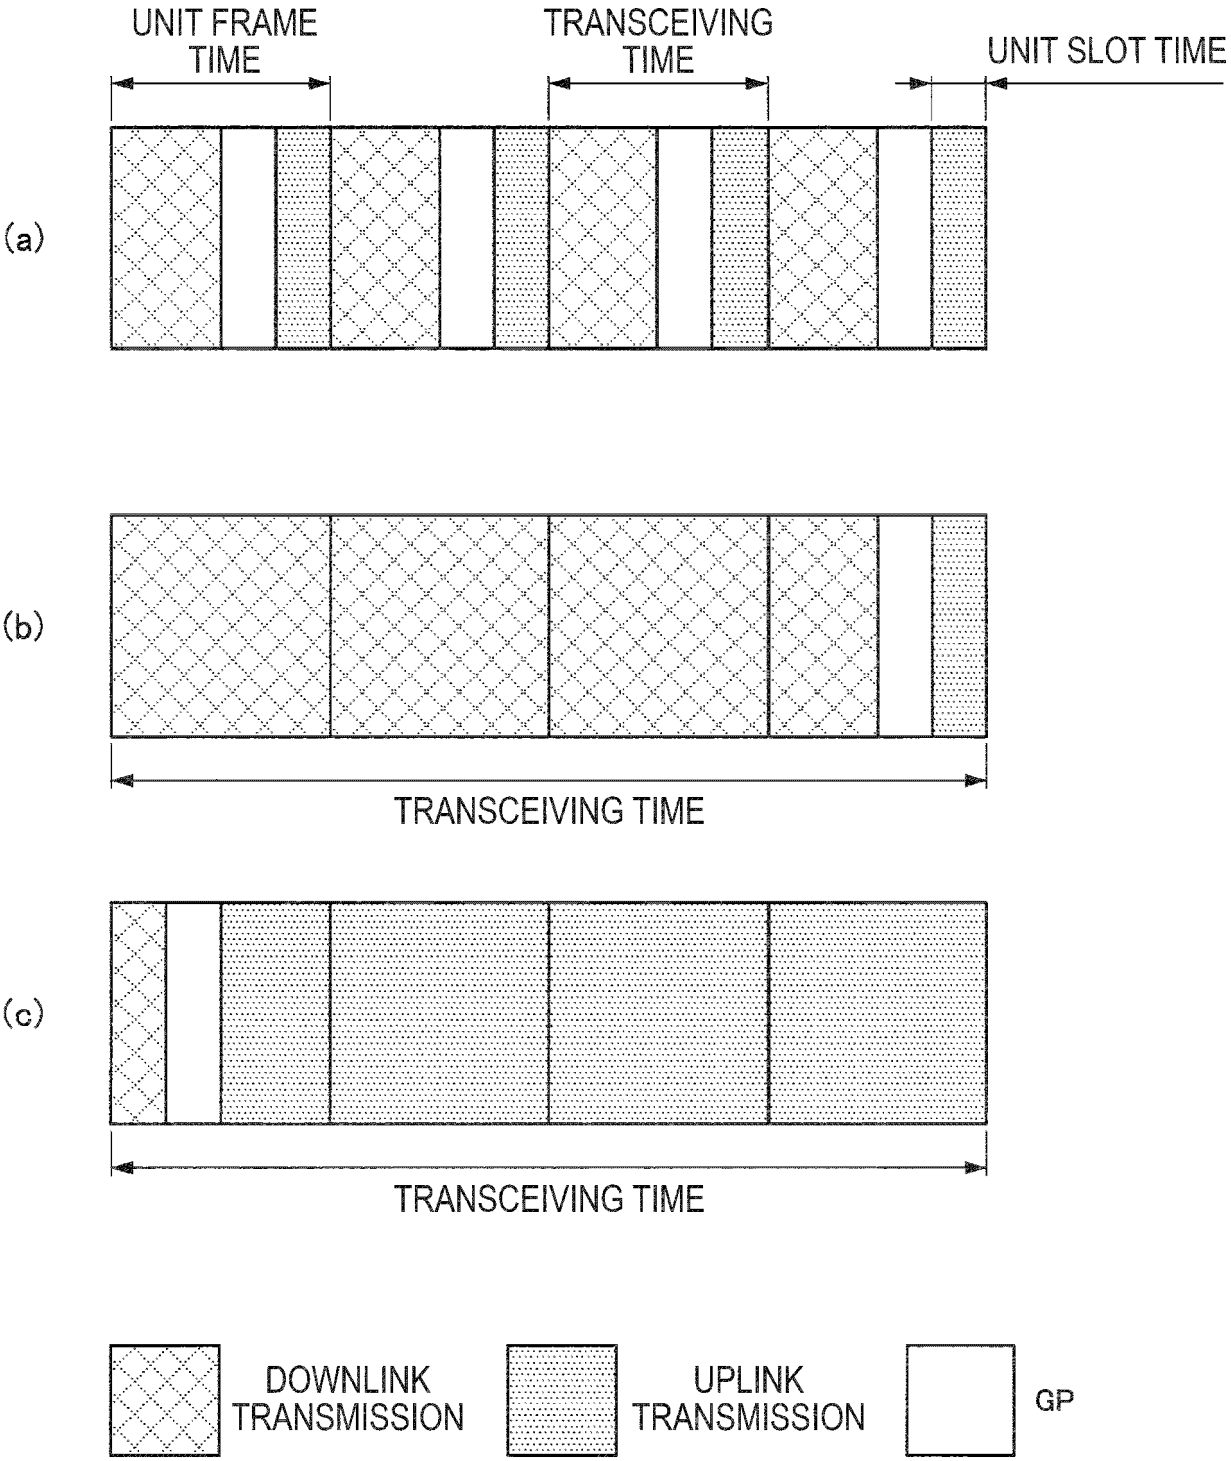 UNIT FRAME
TIME
TRANSCEIVING
TIME
UNIT SLOT TIME
(a)
(b)
TRANSCEIVING TIME
(c)
TRANSCEIVING TIME
DOWNLINK
TRANSMISSION
UPLINK
TRANSMISSION
GP